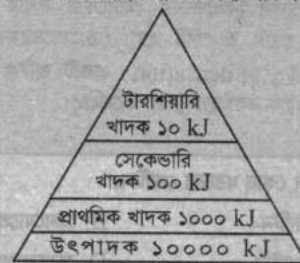 টারশিয়ারি
খাদক ১০ kJ
সেকেন্ডারি
খাদক ১০০ kJ
প্রাথমিক খাদক ১০০০ kJ
উৎপাদক ১০০০০ kJ